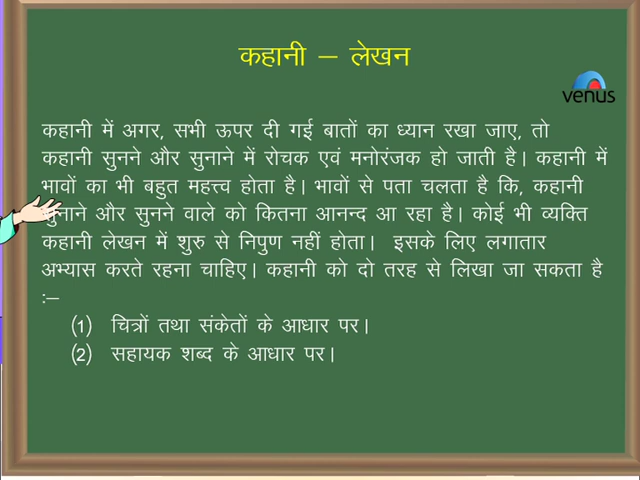 कहानी – लेखन
venus
कहानी में अगर, सभी ऊपर दी गई बातों का ध्यान रखा जाए, तो
कहानी सुनने और सुनाने में रोचक एवं मनोरंजक हो जाती है। कहानी में
भावों का भी बहुत महत्त्व होता है। भावों से पता चलता है कि, कहानी
सुनाने और सुनने वाले को कितना आनन्द आ रहा है। कोई भी व्यक्ति
कहानी लेखन में शुरु से निपुण नहीं होता। इसके लिए लगातार
अभ्यास करते रहना चाहिए। कहानी को दो तरह से लिखा जा सकता है
:–
(1) चित्रों तथा संकेतों के आधार पर।
(2) सहायक शब्द के आधार पर।